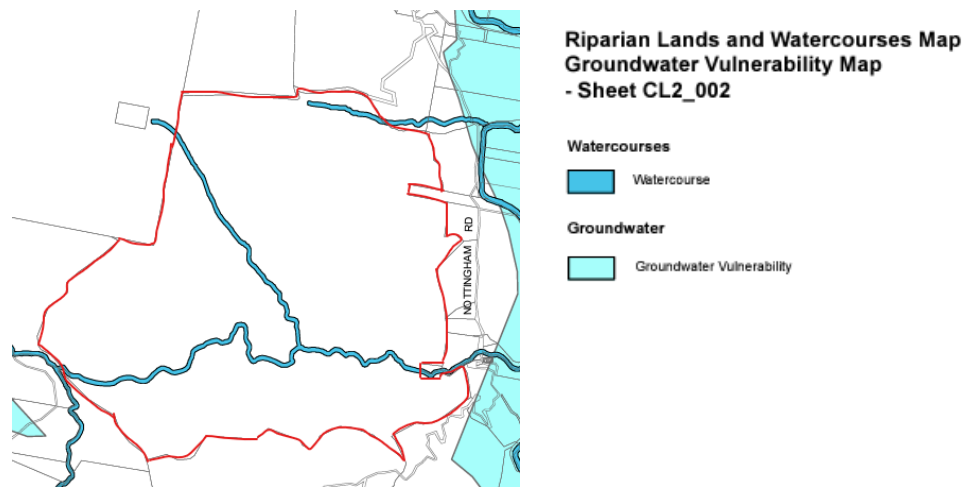 Riparian Lands and Watercourses Map
Groundwater Vulnerability Map
- Sheet CL2_002
Watercourses
Watercourse
Groundwater
Groundwater Vulnerability
NOTTINGHAM RD